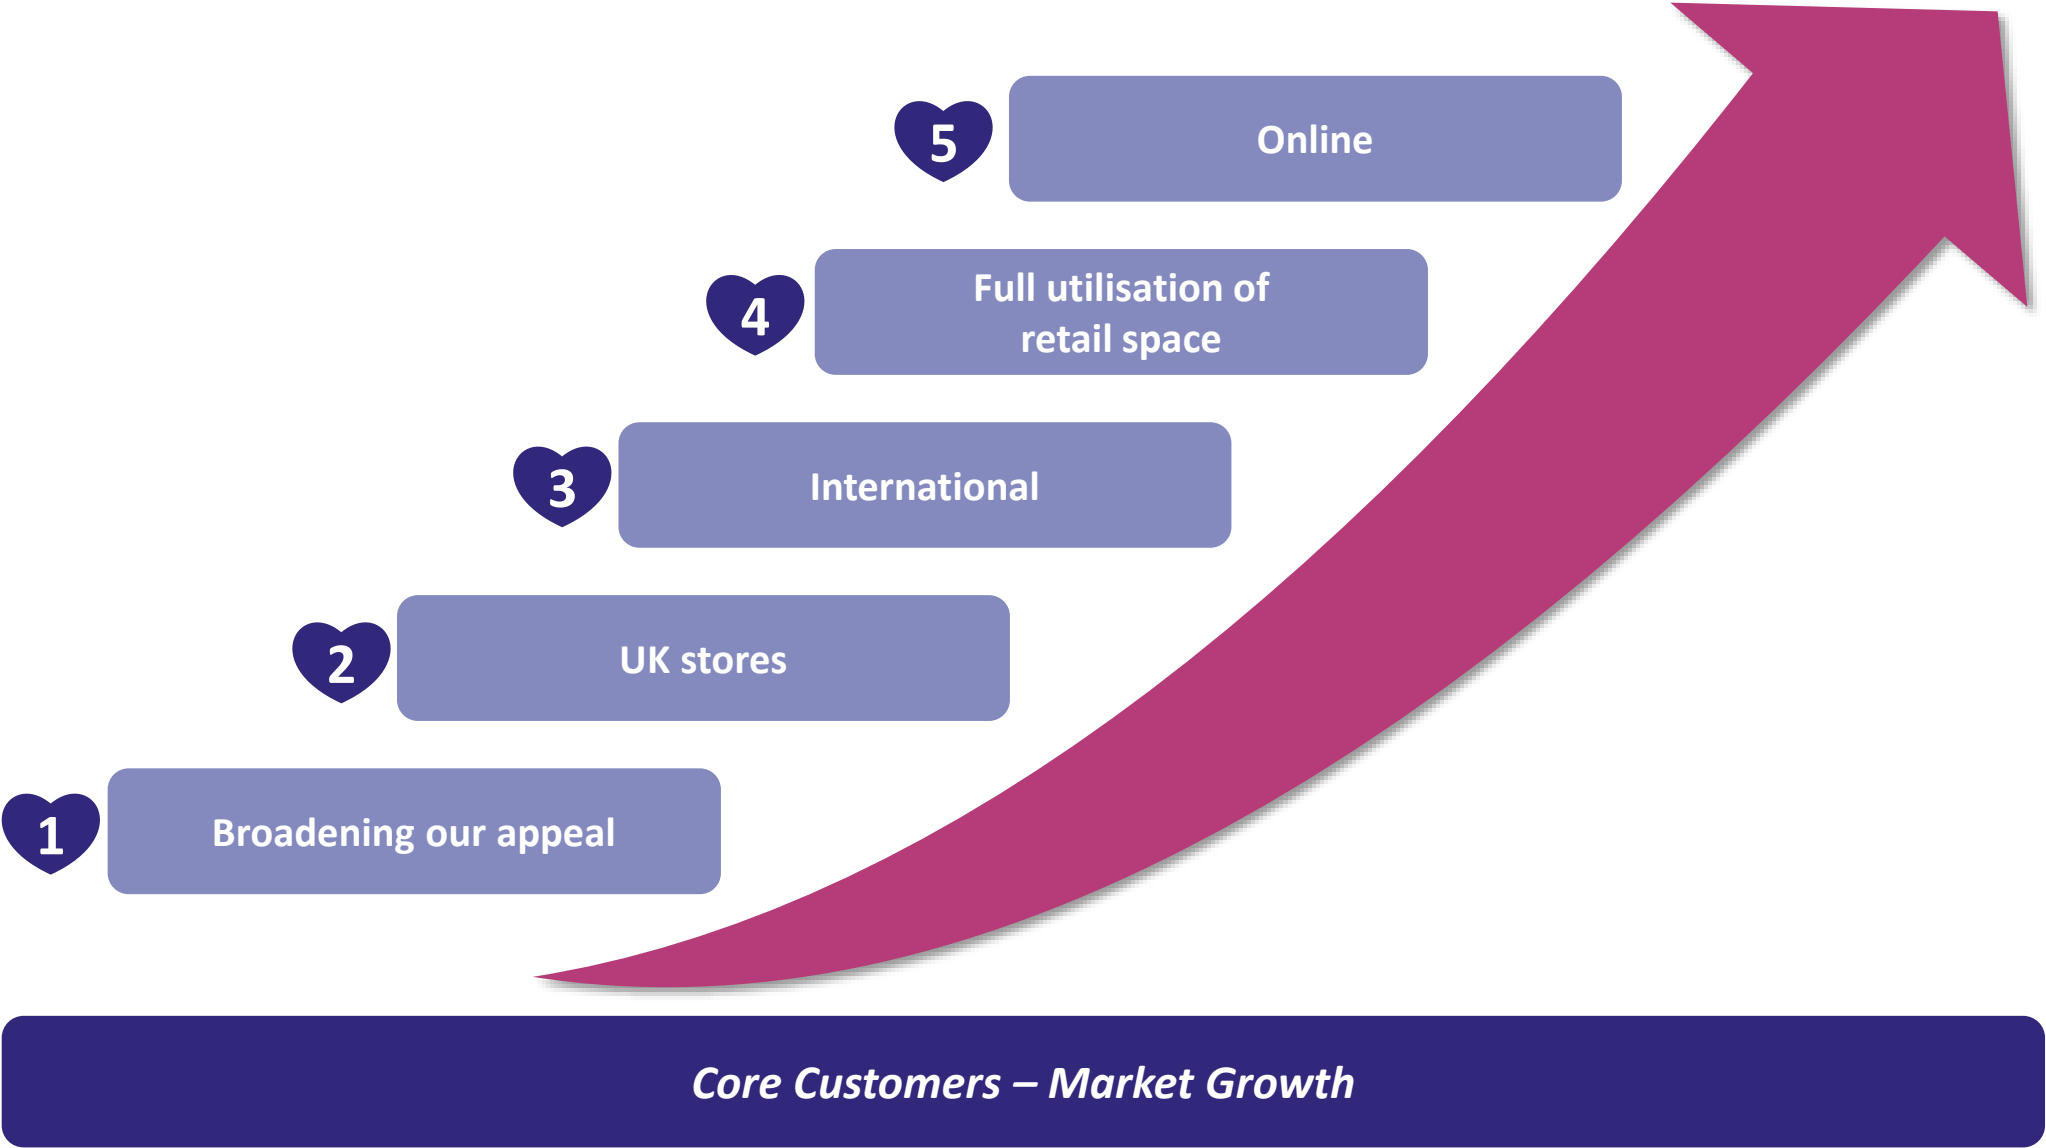 5
Online
4
Full utilisation of
retail space
3
International
2
UK stores
1
Broadening our appeal
Core Customers – Market Growth